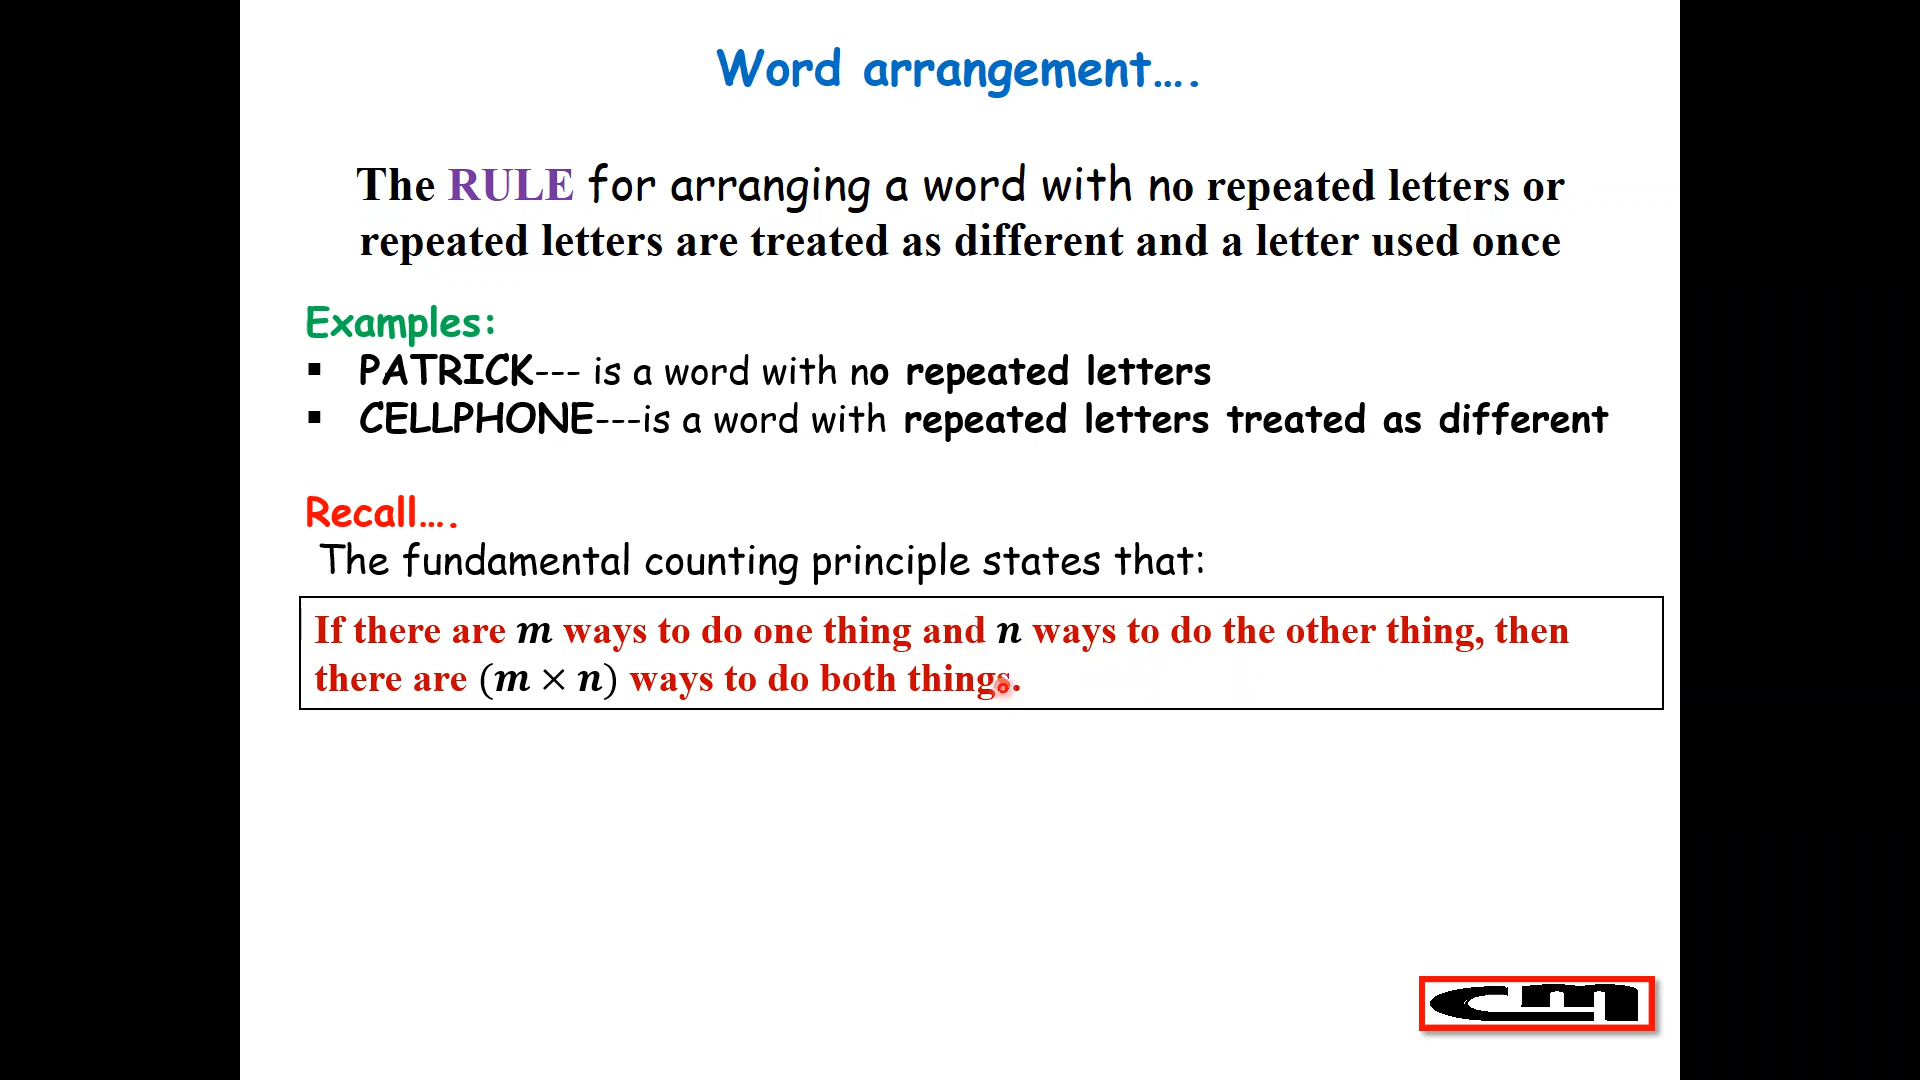 Word arrangement….
The RULE for arranging a word with no repeated letters or
repeated letters are treated as different and a letter used once
Examples:
▪ PATRICK--- is a word with no repeated letters
▪ CELLPHONE---is a word with repeated letters treated as different
Recall….
The fundamental counting principle states that:
If there are m ways to do one thing and n ways to do the other thing, then
there are (m × n) ways to do both things.
cm